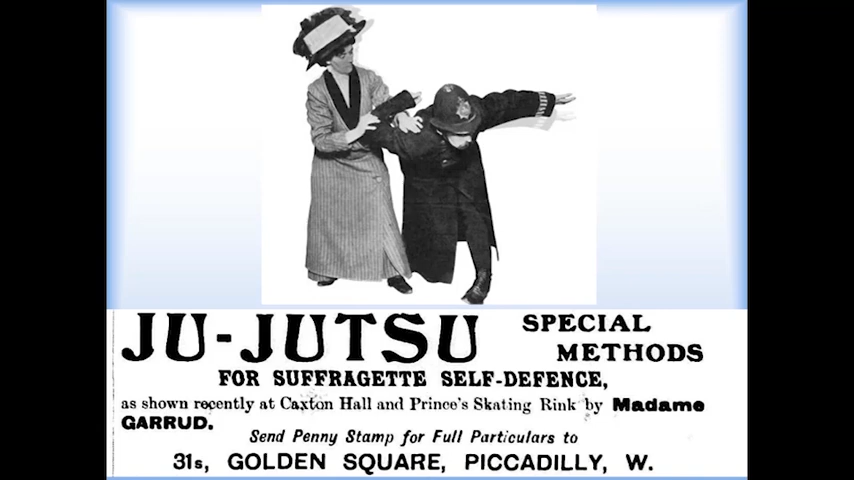 JU-JUTSU SPECIAL METHODS
FOR SUFFRAGETTE SELF-DEFENCE,
as shown recently at Caxton Hall and Prince's Skating Rink by Madame
GARRUD.
Send Penny Stamp for Full Particulars to
31s, GOLDEN SQUARE, PICCADILLY, W.